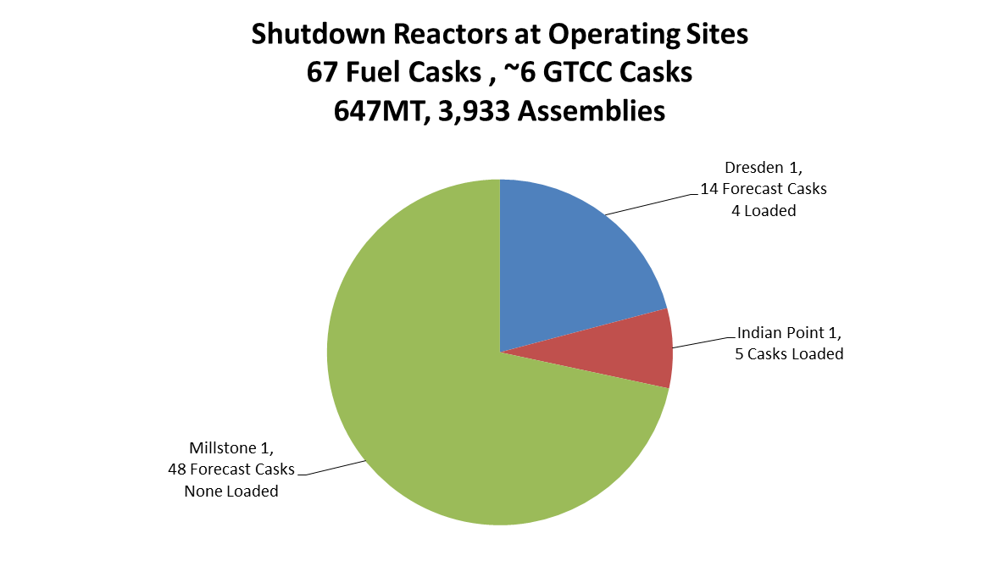 Shutdown Reactors at Operating Sites
67 Fuel Casks , ~6 GTCC Casks
647MT, 3,933 Assemblies
Dresden 1,
14 Forecast Casks
4 Loaded
Indian Point 1,
5 Casks Loaded
Millstone 1,
48 Forecast Casks
None Loaded